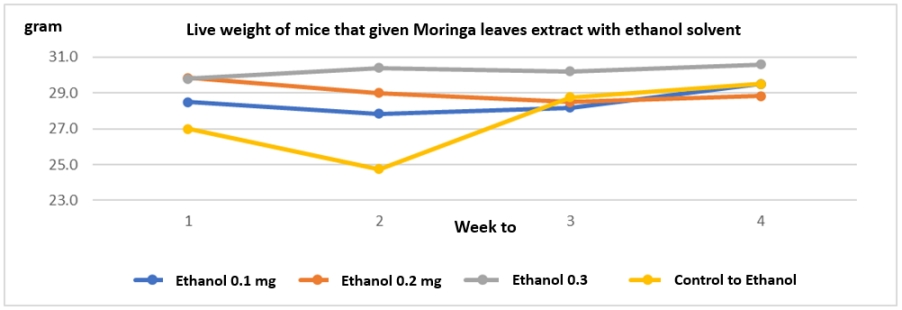 gram
Live weight of mice that given Moringa leaves extract with ethanol solvent
31.0
29.0
27.0
25.0
23.0
1 2 3 4
Week to
Ethanol 0.1 mg Ethanol 0.2 mg Ethanol 0.3 Control to Ethanol